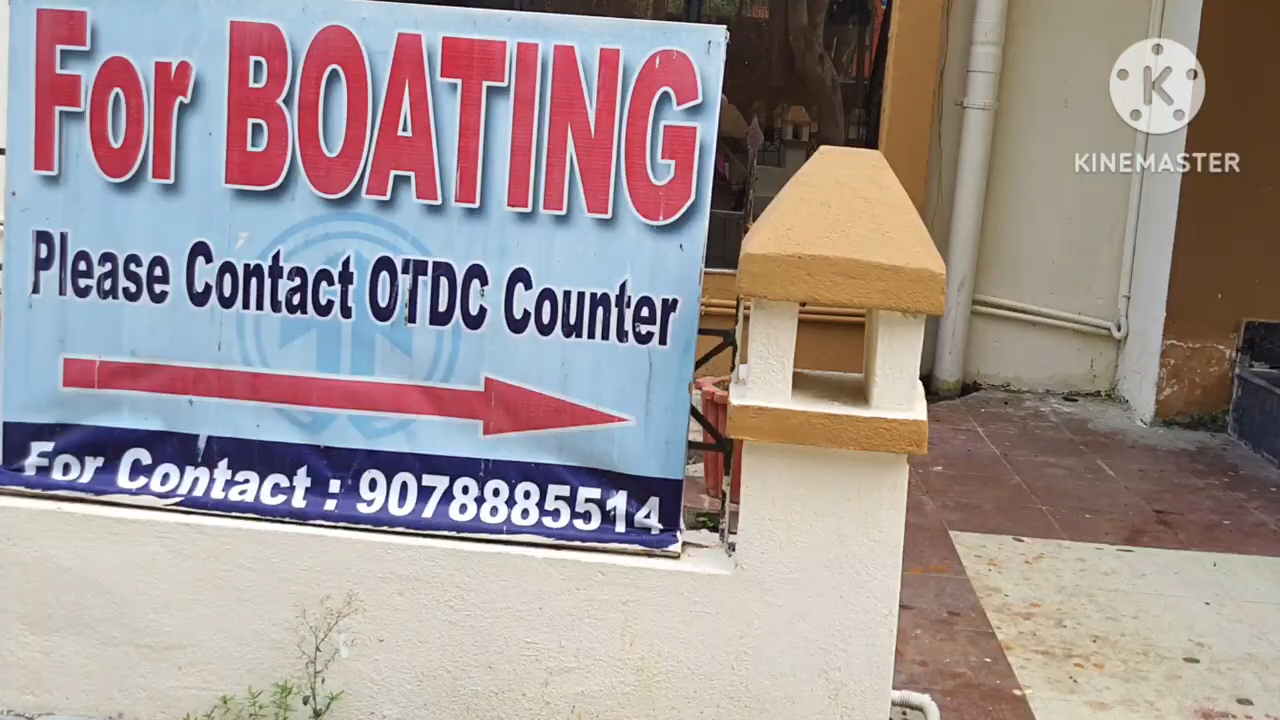 For BOATING
Please Contact OTDC Counter
For Contact : 9078885514
K
KINEMASTER